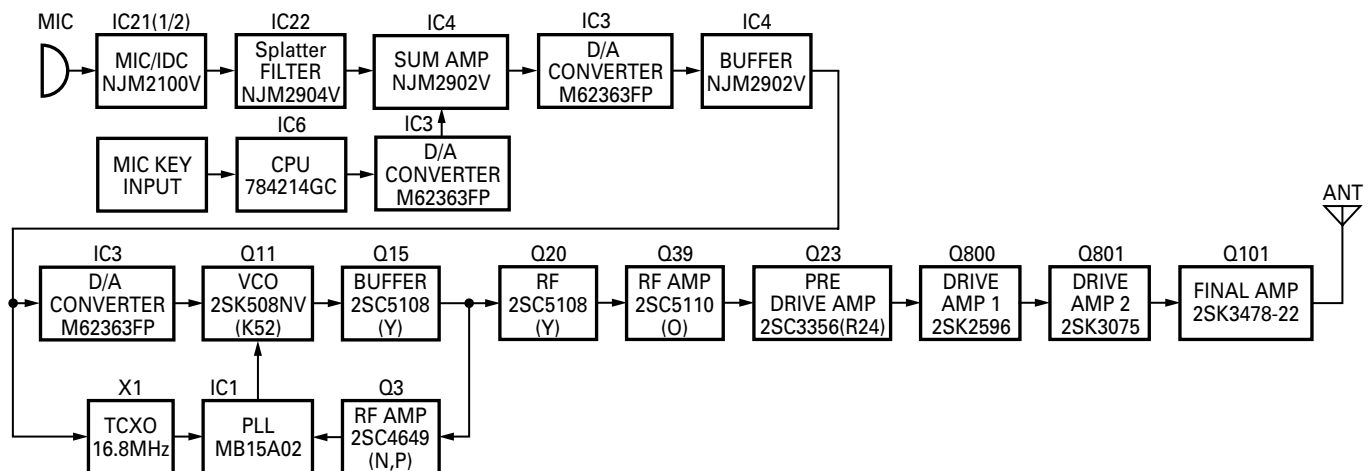 MIC
IC21(1/2)
MIC/IDC
NJM2100V
IC22
Splatter
FILTER
NJM2904V
IC4
SUM AMP
NJM2902V
IC3
D/A
CONVERTER
M62363FP
IC4
BUFFER
NJM2902V
MIC KEY
INPUT
IC6
CPU
784214GC
IC3
D/A
CONVERTER
M62363FP
ANT
IC3
D/A
CONVERTER
M62363FP
Q11
VCO
2SK508NV
(K52)
Q15
BUFFER
2SC5108
(Y)
Q20
RF
2SC5108
(Y)
Q39
RF AMP
2SC5110
(O)
Q23
PRE
DRIVE AMP
2SC3356(R24)
Q800
DRIVE
AMP 1
2SK2596
Q801
DRIVE
AMP 2
2SK3075
Q101
FINAL AMP
2SK3478-22
X1
TCXO
16.8MHz
IC1
PLL
MB15A02
Q3
RF AMP
2SC4649
(N,P)